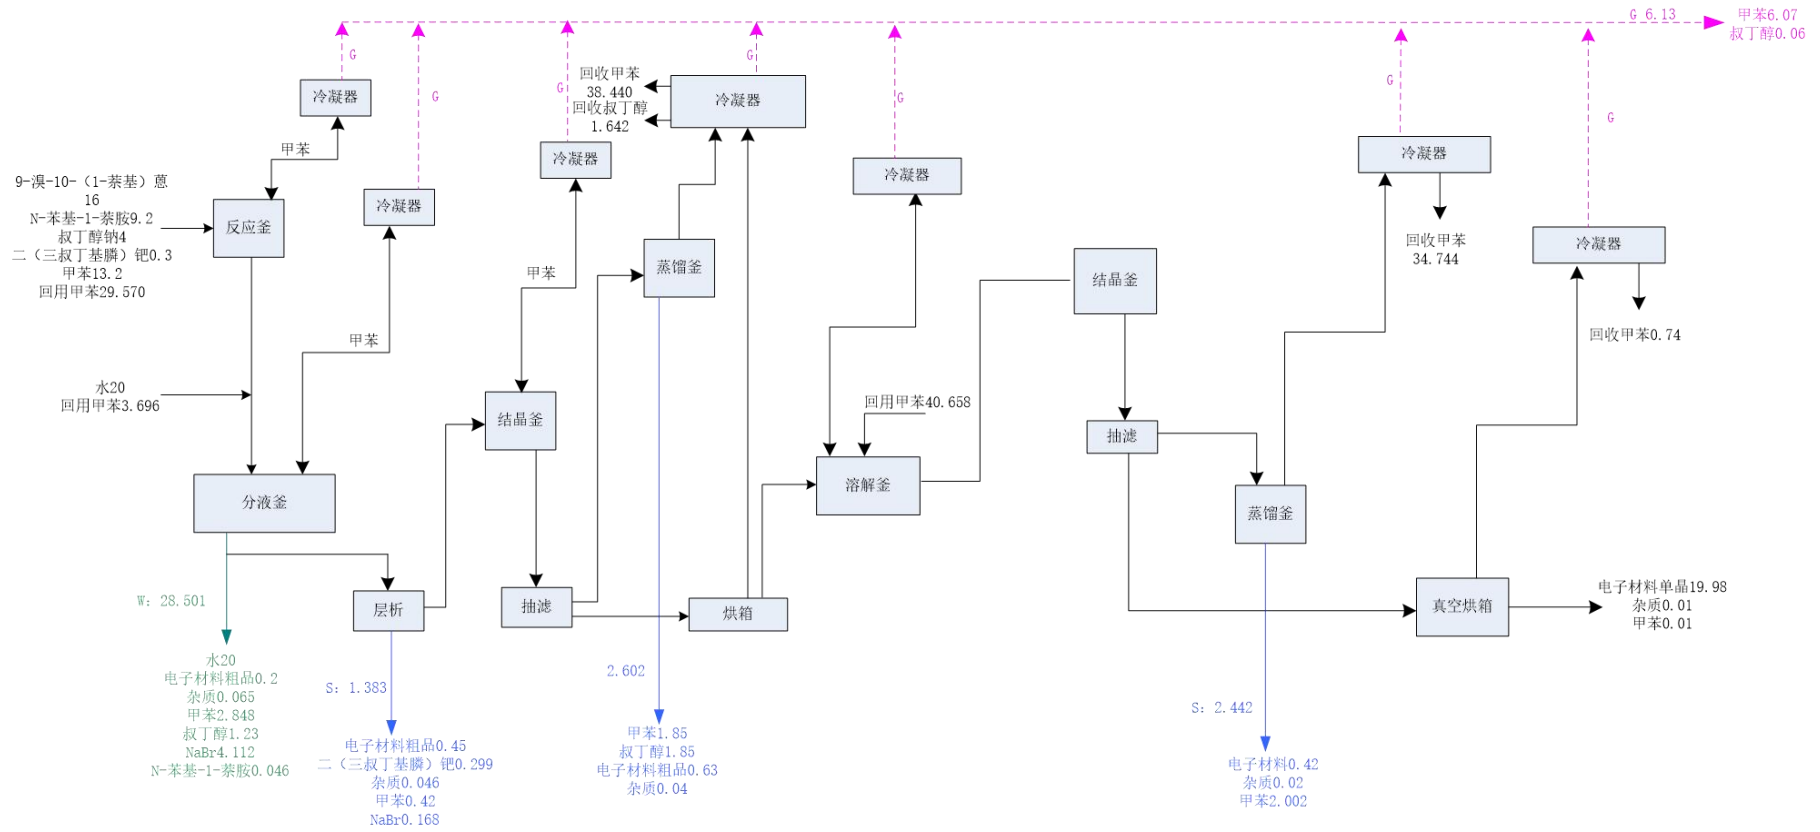 G 6.13
甲苯6.07
叔丁醇0.06
G
冷凝器
甲苯
9-溴-10-（1-萘基）蒽
16
N-苯基-1-萘胺9.2
叔丁醇钠4
二（三叔丁基膦）钯0.3
甲苯13.2
回用甲苯29.570
反应釜
G
冷凝器
甲苯
水20
回用甲苯3.696
分液釜
W: 28.501
水20
电子材料粗品0.2
杂质0.065
甲苯2.848
叔丁醇1.23
NaBr4.112
N-苯基-1-萘胺0.046
层析
S: 1.383
电子材料粗品0.45
二（三叔丁基膦）钯0.299
杂质0.046
甲苯0.42
NaBr0.168
G
冷凝器
甲苯
结晶釜
抽滤
G
回收甲苯
38.440
回收叔丁醇
1.642
冷凝器
蒸馏釜
烘箱
2.602
甲苯1.85
叔丁醇1.85
电子材料粗品0.63
杂质0.04
G
冷凝器
回用甲苯40.658
溶解釜
结晶釜
抽滤
G
冷凝器
回收甲苯
34.744
蒸馏釜
S: 2.442
电子材料0.42
杂质0.02
甲苯2.002
G
冷凝器
回收甲苯0.74
真空烘箱
电子材料单晶19.98
杂质0.01
甲苯0.01